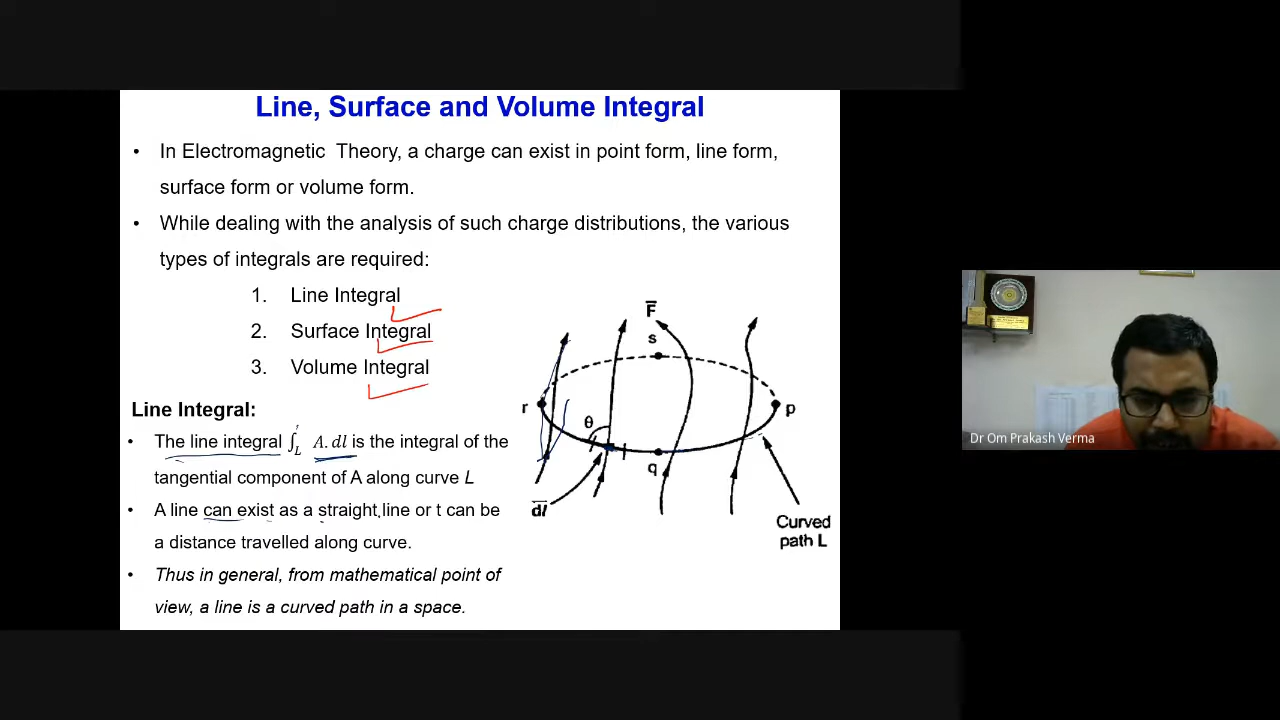 Line, Surface and Volume Integral
• In Electromagnetic Theory, a charge can exist in point form, line form,
surface form or volume form.
• While dealing with the analysis of such charge distributions, the various
types of integrals are required:
1. Line Integral
2. Surface Integral
3. Volume Integral
Line Integral:
• The line integral ∫_L A.dl is the integral of the
tangential component of A along curve L
• A line can exist as a straight line or t can be
a distance travelled along curve.
• Thus in general, from mathematical point of
view, a line is a curved path in a space.
F̅
s
r
θ
p
q
d̅l̅
Curved
path L
Dr Om Prakash Verma